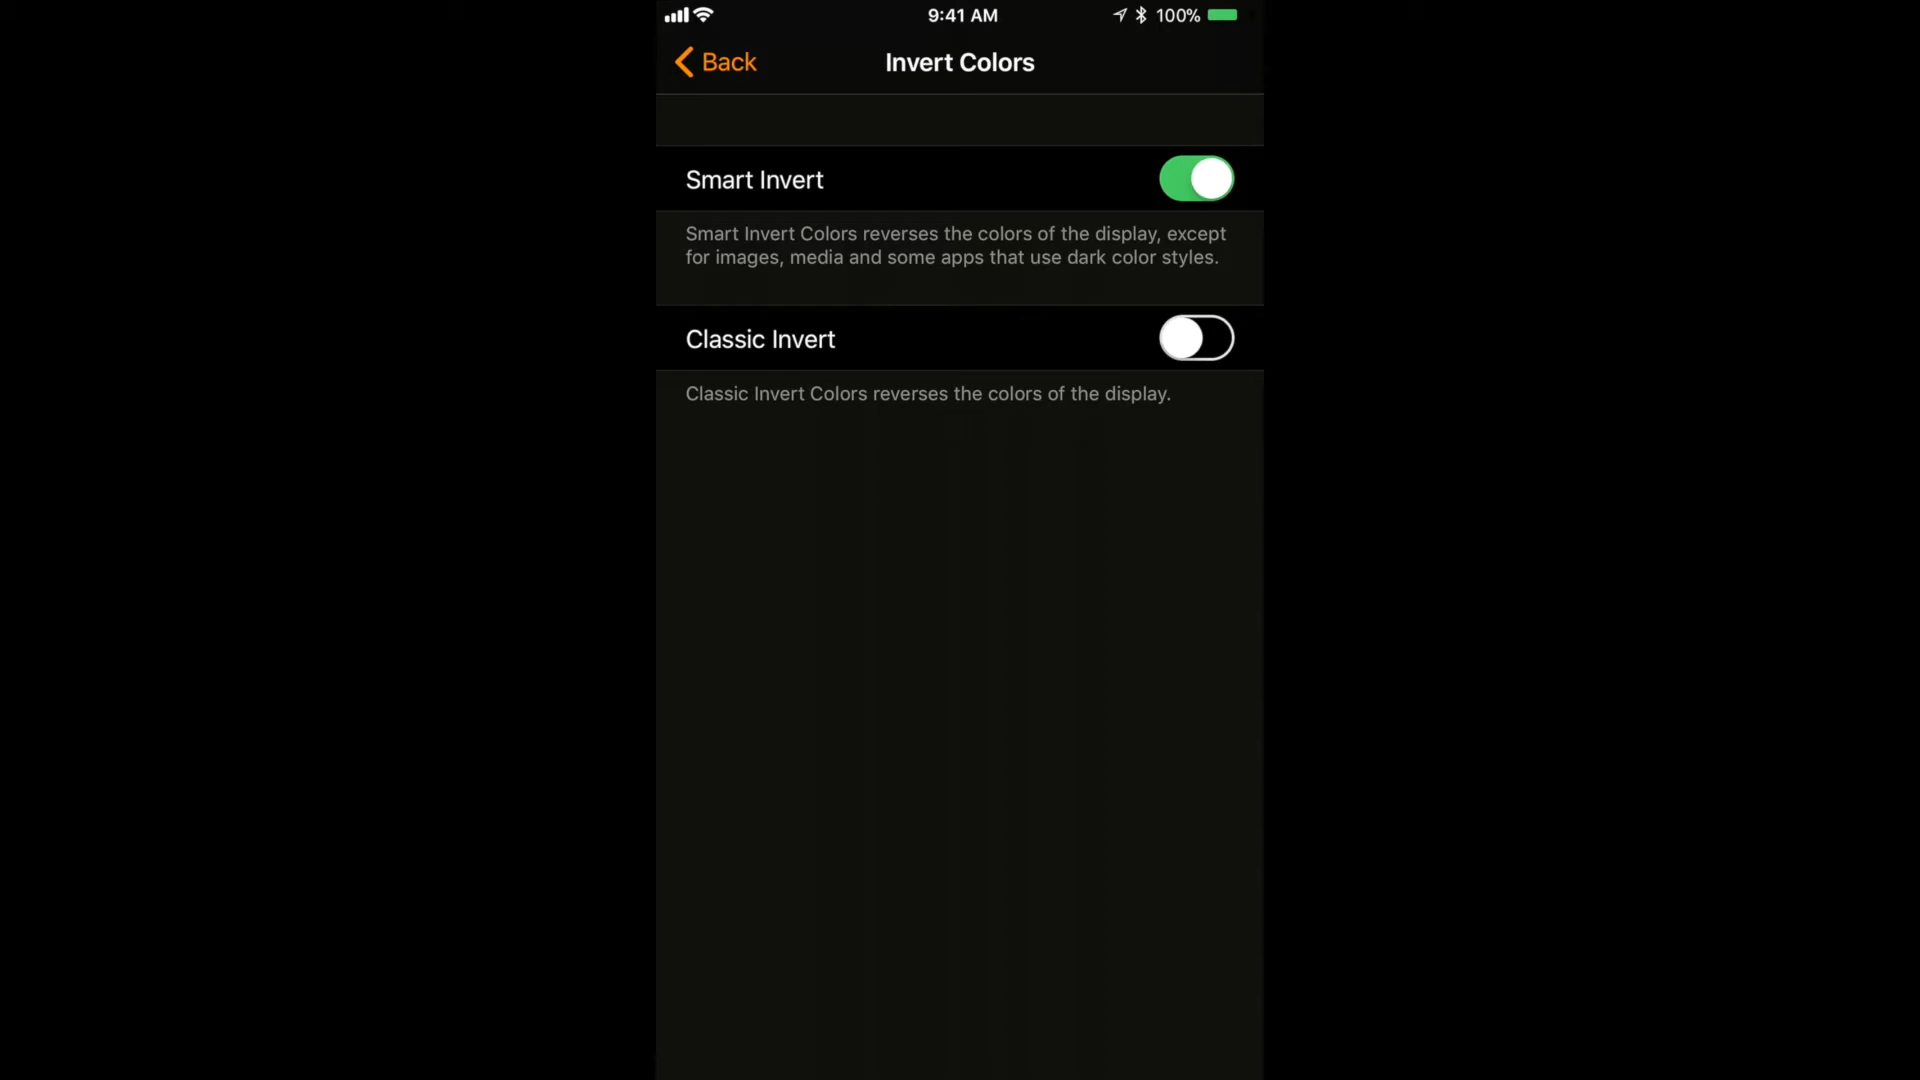 9:41 AM
100%
Back
Invert Colors
Smart Invert
Smart Invert Colors reverses the colors of the display, except
for images, media and some apps that use dark color styles.
Classic Invert
Classic Invert Colors reverses the colors of the display.